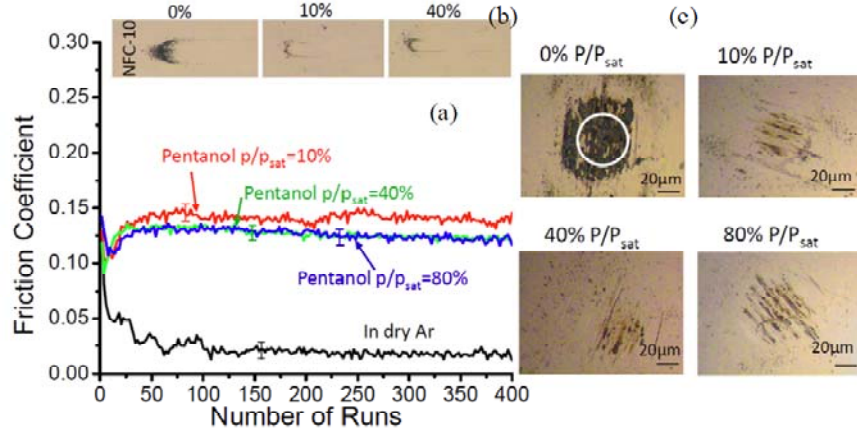 0% 10% 40%
(b)
(c)
NFC-10
0% P/Psat
10% P/Psat
20μm
20μm
40% P/Psat
80% P/Psat
20μm
20μm
(a)
Pentanol p/psat=10%
Pentanol p/psat=40%
Pentanol p/psat=80%
In dry Ar
Friction Coefficient
0.30
0.25
0.20
0.15
0.10
0.05
0.00
0 50 100 150 200 250 300 350 400
Number of Runs